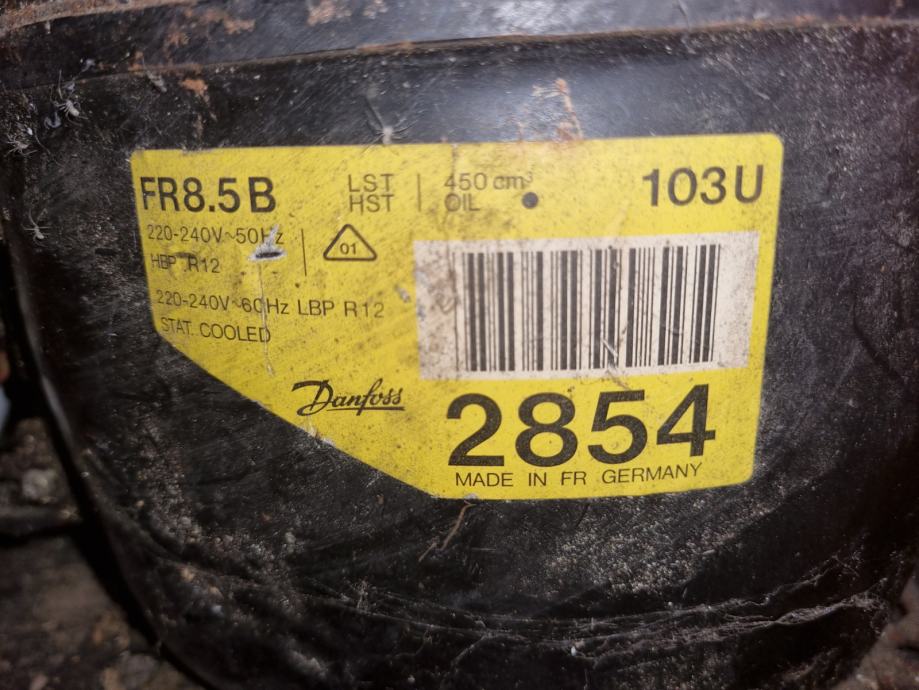 FR8.5B
LST
HST
450 cm³
OIL
103U
220-240V~50Hz
HBP R12
01
220-240V~60Hz LBP R12
STAT. COOLED
Danfoss
2854
MADE IN FR GERMANY